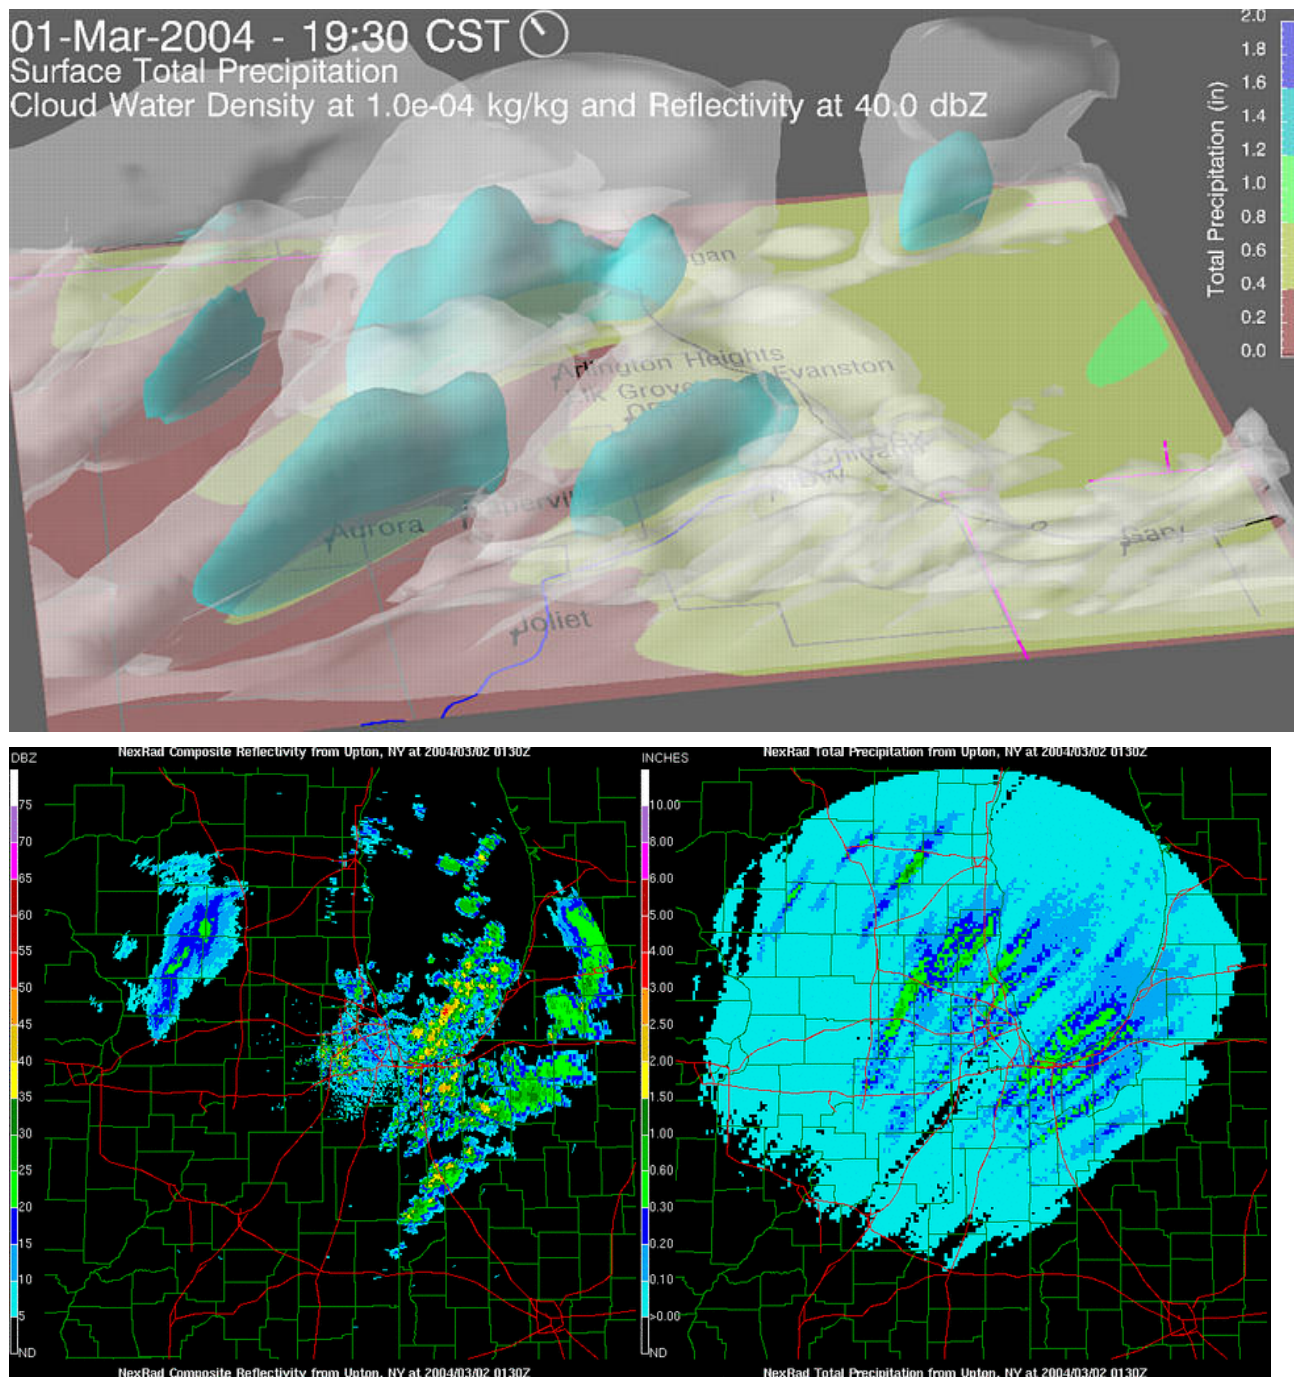 01-Mar-2004 - 19:30 CST
Surface Total Precipitation
Cloud Water Density at 1.0e-04 kg/kg and Reflectivity at 40.0 dbZ
2.0
1.8
1.6
1.4
1.2
1.0
0.8
0.6
0.4
0.2
0.0
Total Precipitation (in)
gan
Arlington Heights
Elk Grove
Evanston
Chicago
MDW
Napervil
Aurora
Gary
Joliet
NexRad Composite Reflectivity from Upton, NY at 2004/03/02 0130Z
DBZ
75
70
65
60
55
50
45
40
35
30
25
20
15
10
5
ND
NexRad Composite Reflectivity from Upton, NY at 2004/03/02 0130Z
NexRad Total Precipitation from Upton, NY at 2004/03/02 0130Z
INCHES
10.00
8.00
6.00
5.00
4.00
3.00
2.50
2.00
1.50
1.00
0.60
0.30
0.20
0.10
>0.00
ND
NexRad Total Precipitation from Upton, NY at 2004/03/02 0130Z